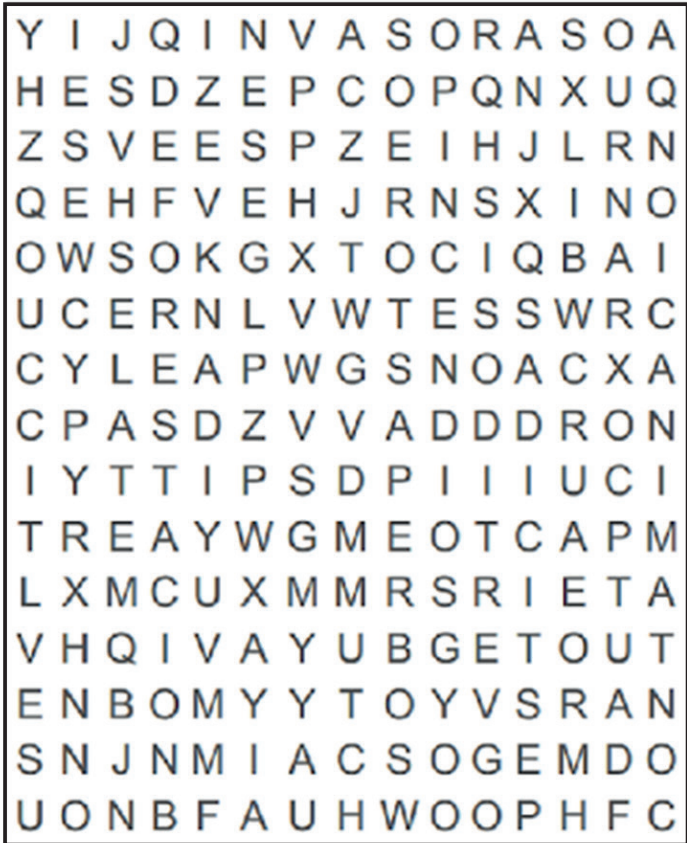 Y I J Q I N V A S O R A S O A
H E S D Z E P C O P Q N X U Q
Z S V E E S P Z E I H J L R N
Q E H F V E H J R N S X I N O
O W S O K G X T O C I Q B A I
U C E R N L V W T E S S W R C
C Y L E A P W G S N O A C X A
C P A S D Z V V A D D D R O N
I Y T T I P S D P I I I U C I
T R E A Y W G M E O T C A P M
L X M C U X M M R S R I E T A
V H Q I V A Y U B G E T O U T
E N B O M Y Y T O Y V S R A N
S N J N M I A C S O G E M D O
U O N B F A U H W O O P H F C